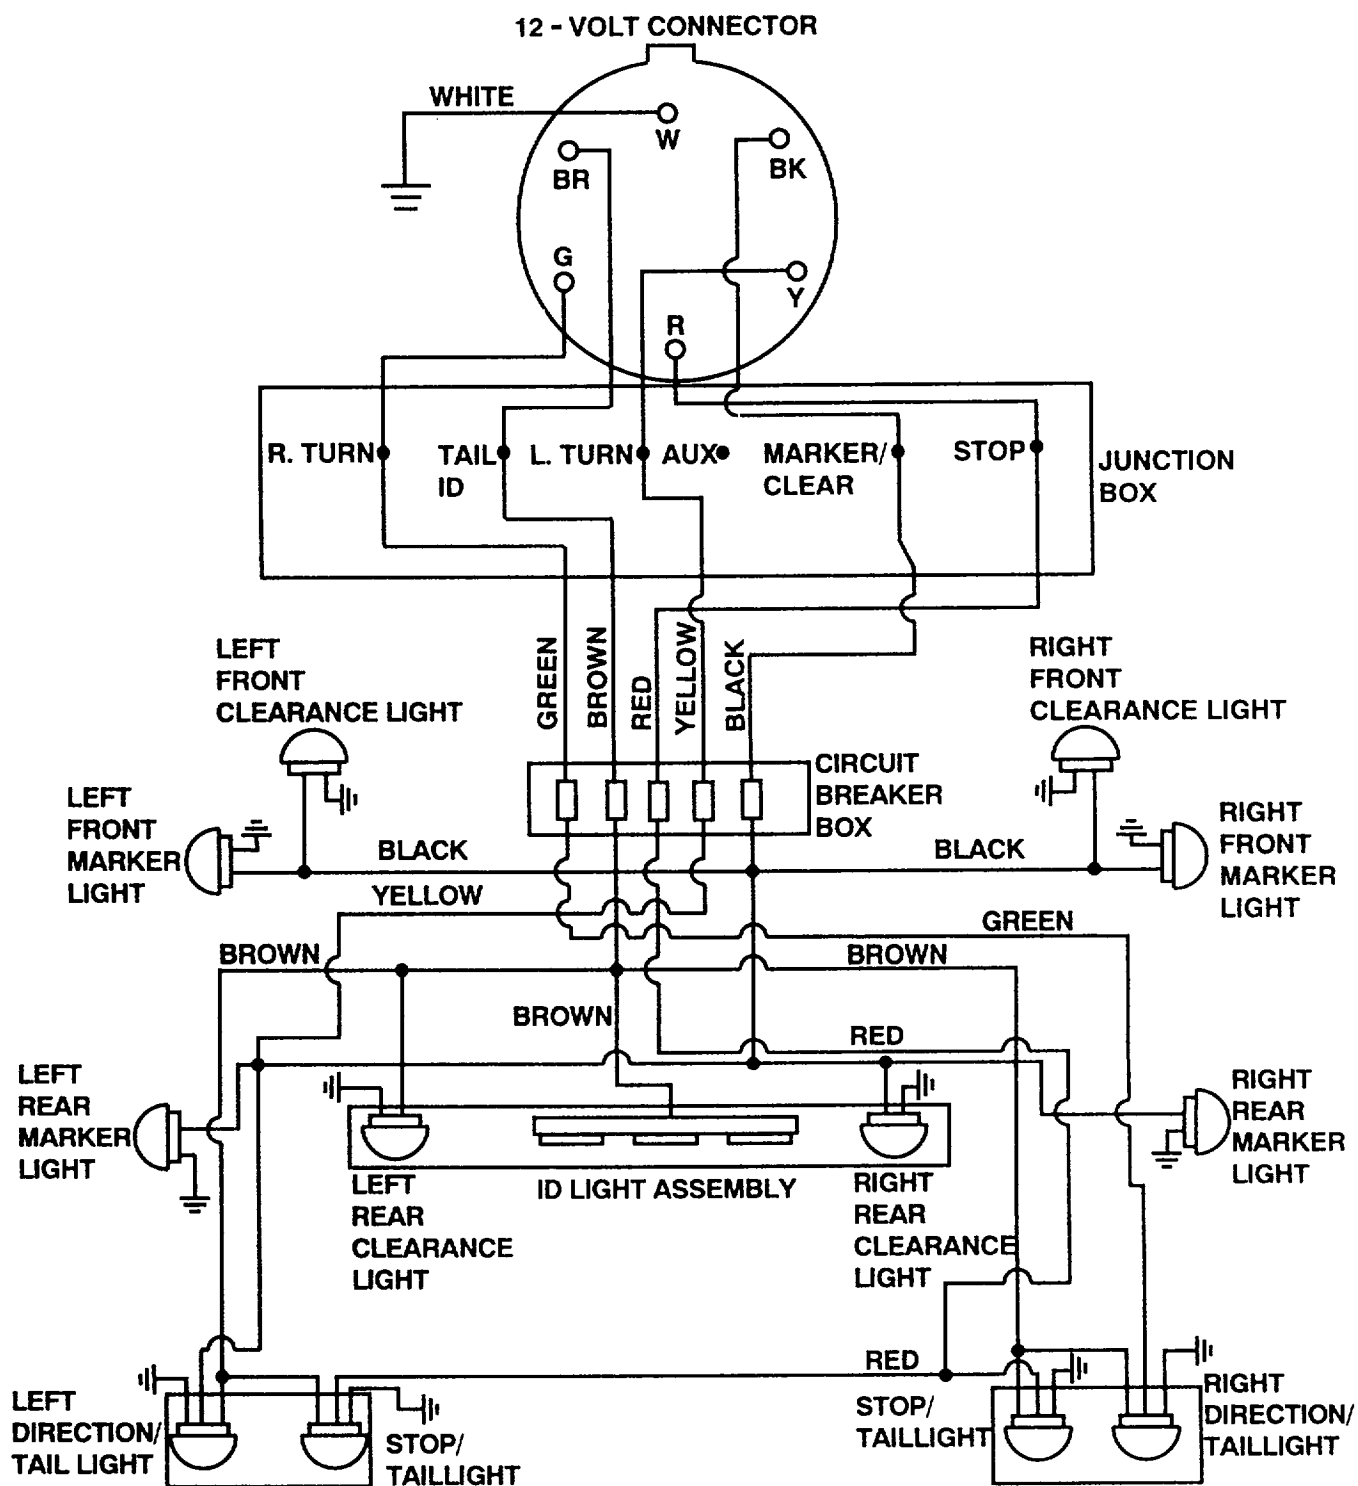 12 - VOLT CONNECTOR
WHITE
W
BR
BK
G
Y
R
R. TURN
TAIL
ID
L. TURN
AUX
MARKER/
CLEAR
STOP
JUNCTION
BOX
GREEN
BROWN
RED
YELLOW
BLACK
LEFT
FRONT
CLEARANCE LIGHT
RIGHT
FRONT
CLEARANCE LIGHT
CIRCUIT
BREAKER
BOX
LEFT
FRONT
MARKER
LIGHT
RIGHT
FRONT
MARKER
LIGHT
BLACK
BLACK
YELLOW
GREEN
BROWN
BROWN
BROWN
RED
LEFT
REAR
MARKER
LIGHT
RIGHT
REAR
MARKER
LIGHT
LEFT
REAR
CLEARANCE
LIGHT
ID LIGHT ASSEMBLY
RIGHT
REAR
CLEARANCE
LIGHT
RED
LEFT
DIRECTION/
TAIL LIGHT
STOP/
TAILLIGHT
STOP/
TAILLIGHT
RIGHT
DIRECTION/
TAILLIGHT